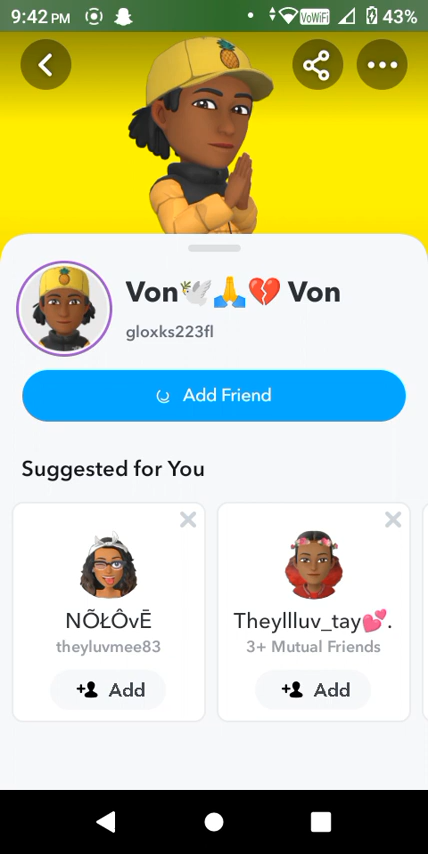 9:42 PM VoWiFi 43%
Von🕊️🙏💔 Von
gloxks223fl
Add Friend
Suggested for You
NÕŁÔvĒ
theyluvmee83
Add
Theyllluv_tay💕.
3+ Mutual Friends
Add